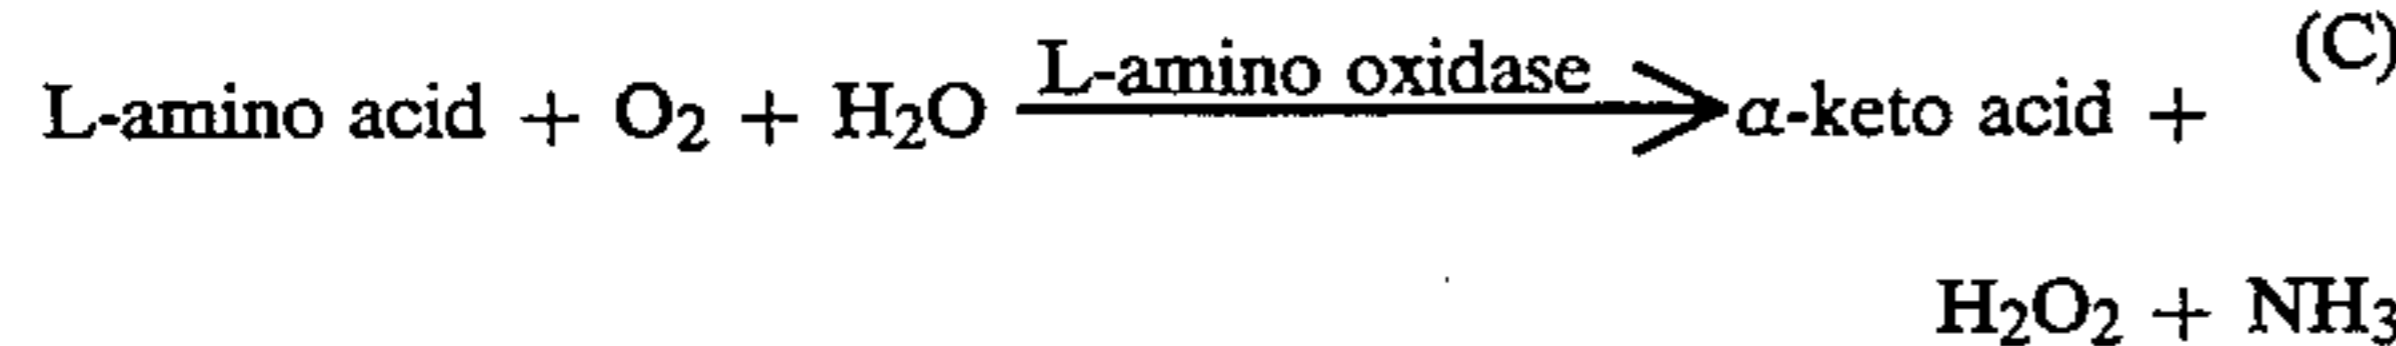 L-amino acid + O₂ + H₂O L-amino oxidase α-keto acid + (C)
H₂O₂ + NH₃